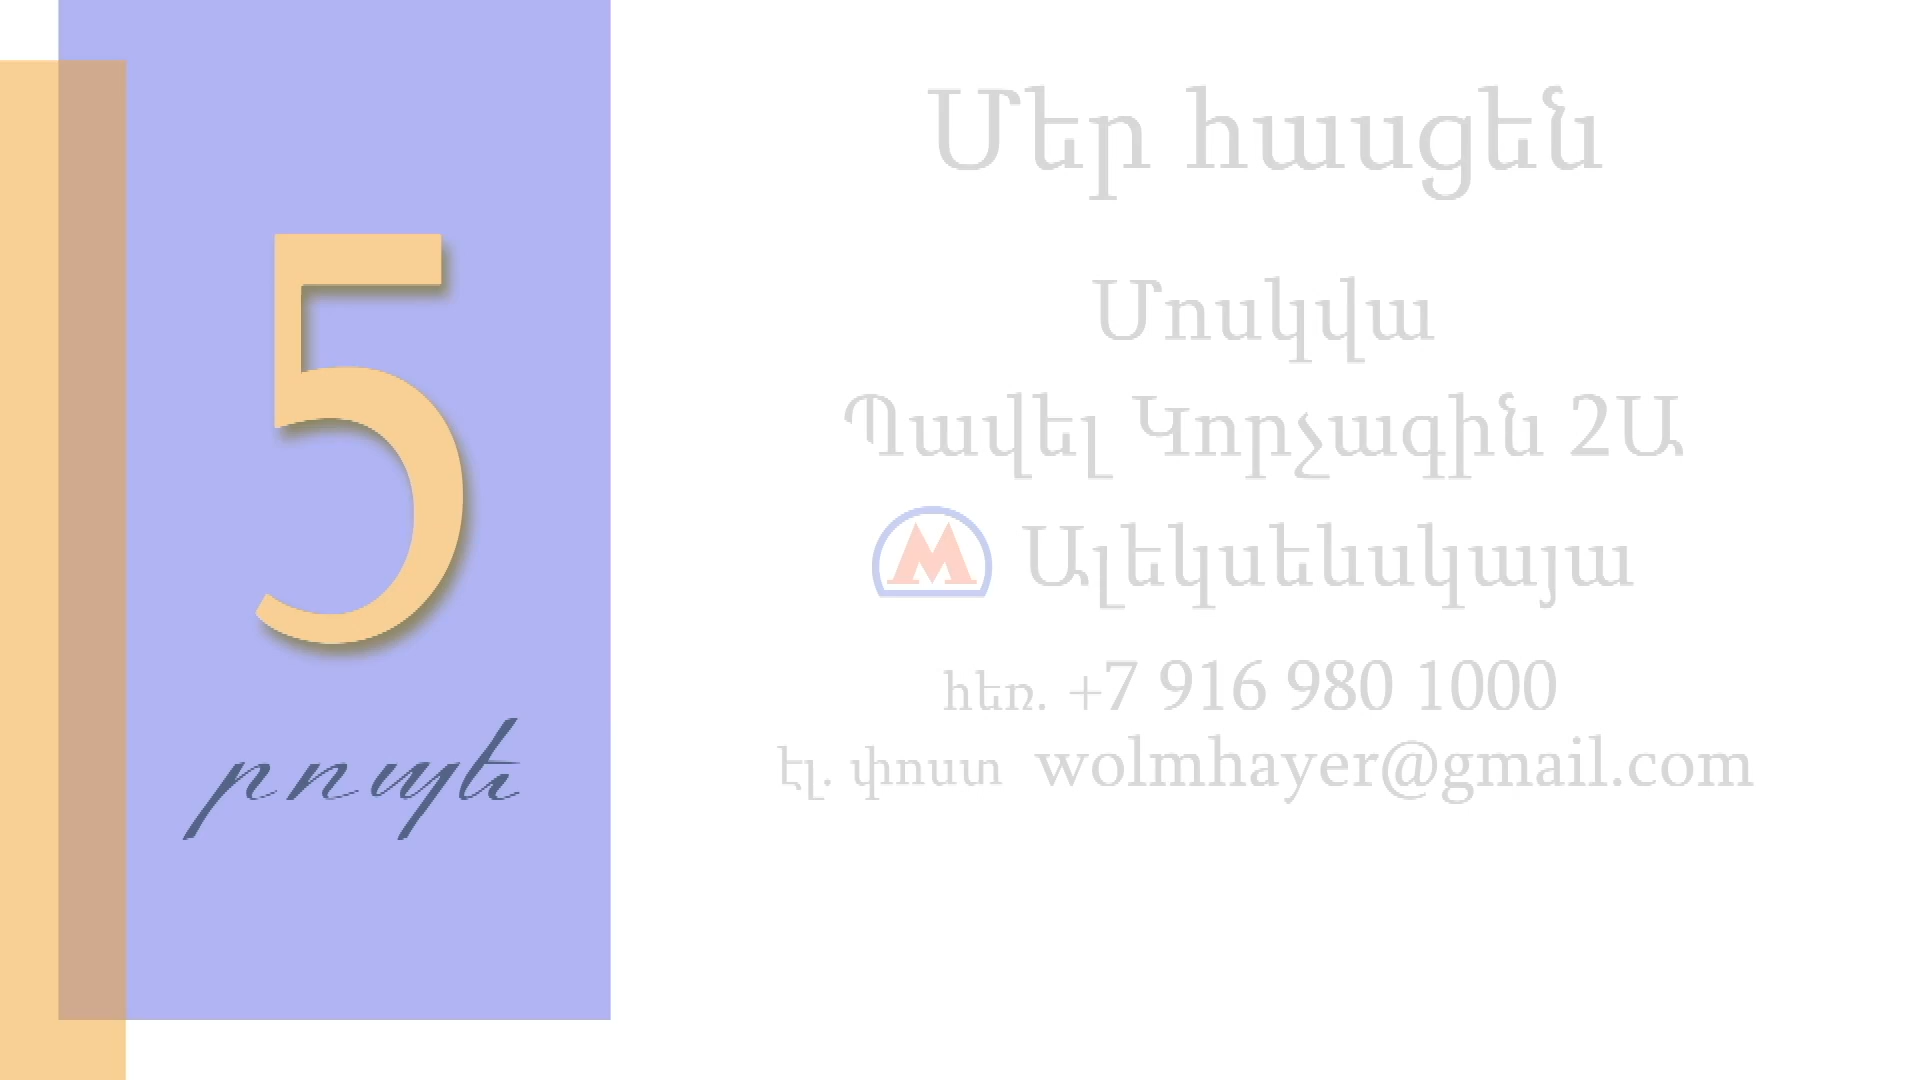 5
րոպե
Մեր հասցեն
Մոսկվա
Պավել Կորչագին 2Ա
М Ալեկսեևսկայա
հեռ. +7 916 980 1000
էլ. փոստ wolmhayer@gmail.com